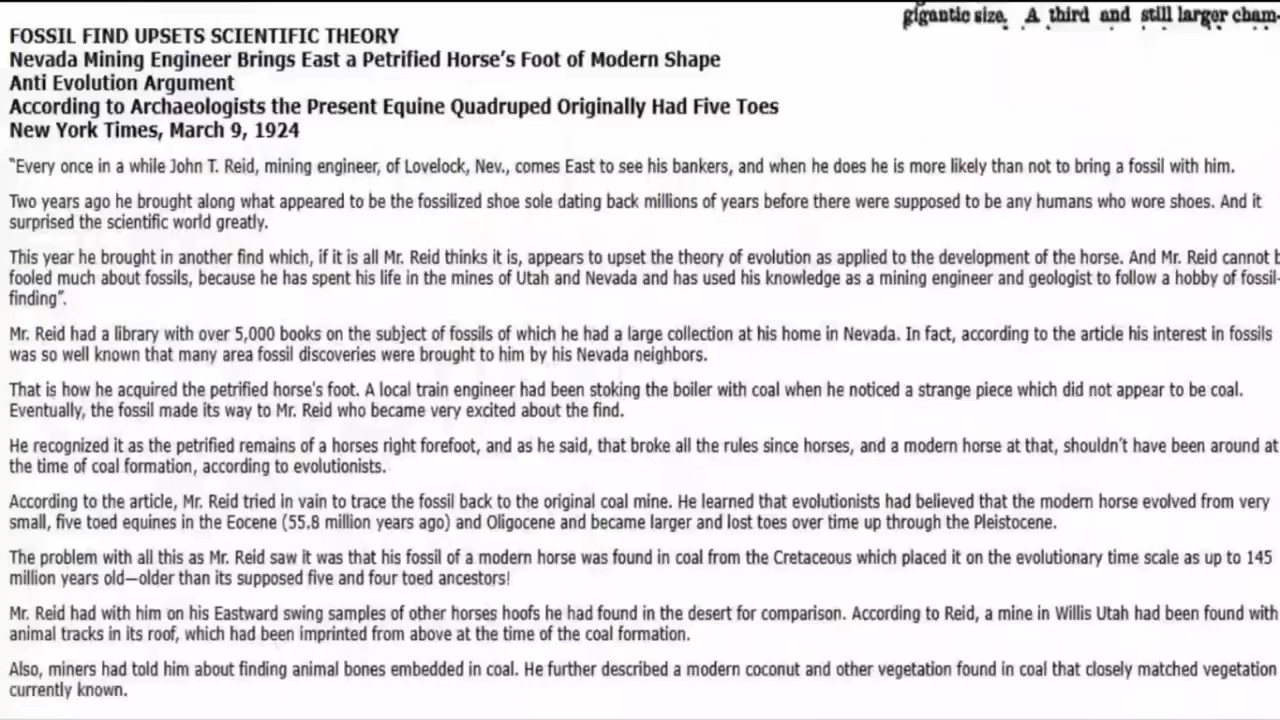 gigantic size. A third and still larger cham-
FOSSIL FIND UPSETS SCIENTIFIC THEORY
Nevada Mining Engineer Brings East a Petrified Horse's Foot of Modern Shape
Anti Evolution Argument
According to Archaeologists the Present Equine Quadruped Originally Had Five Toes
New York Times, March 9, 1924
"Every once in a while John T. Reid, mining engineer, of Lovelock, Nev., comes East to see his bankers, and when he does he is more likely than not to bring a fossil with him.
Two years ago he brought along what appeared to be the fossilized shoe sole dating back millions of years before there were supposed to be any humans who wore shoes. And it
surprised the scientific world greatly.
This year he brought in another find which, if it is all Mr. Reid thinks it is, appears to upset the theory of evolution as applied to the development of the horse. And Mr. Reid cannot b
fooled much about fossils, because he has spent his life in the mines of Utah and Nevada and has used his knowledge as a mining engineer and geologist to follow a hobby of fossil-
finding".
Mr. Reid had a library with over 5,000 books on the subject of fossils of which he had a large collection at his home in Nevada. In fact, according to the article his interest in fossils
was so well known that many area fossil discoveries were brought to him by his Nevada neighbors.
That is how he acquired the petrified horse's foot. A local train engineer had been stoking the boiler with coal when he noticed a strange piece which did not appear to be coal.
Eventually, the fossil made its way to Mr. Reid who became very excited about the find.
He recognized it as the petrified remains of a horses right forefoot, and as he said, that broke all the rules since horses, and a modern horse at that, shouldn't have been around at
the time of coal formation, according to evolutionists.
According to the article, Mr. Reid tried in vain to trace the fossil back to the original coal mine. He learned that evolutionists had believed that the modern horse evolved from very
small, five toed equines in the Eocene (55.8 million years ago) and Oligocene and became larger and lost toes over time up through the Pleistocene.
The problem with all this as Mr. Reid saw it was that his fossil of a modern horse was found in coal from the Cretaceous which placed it on the evolutionary time scale as up to 145
million years old—older than its supposed five and four toed ancestors!
Mr. Reid had with him on his Eastward swing samples of other horses hoofs he had found in the desert for comparison. According to Reid, a mine in Willis Utah had been found with
animal tracks in its roof, which had been imprinted from above at the time of the coal formation.
Also, miners had told him about finding animal bones embedded in coal. He further described a modern coconut and other vegetation found in coal that closely matched vegetation
currently known.